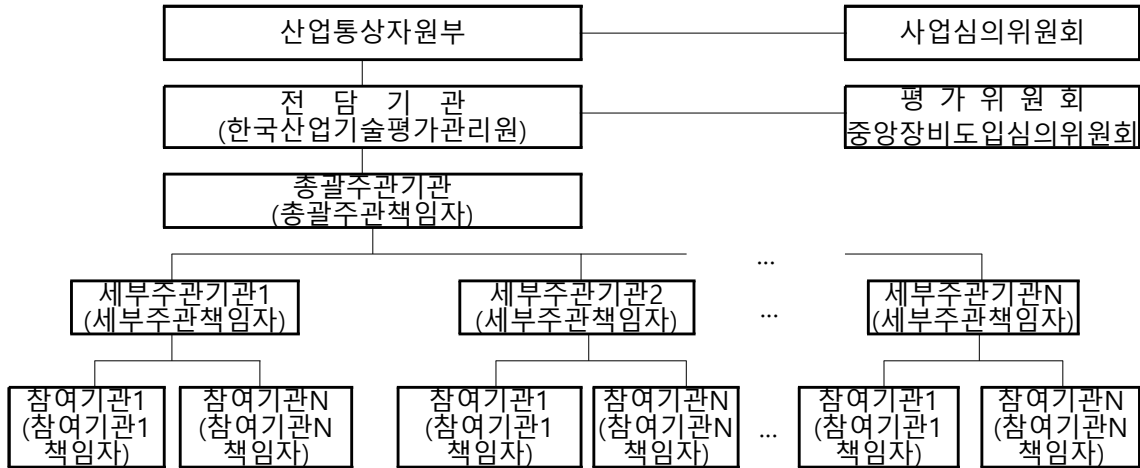 산업통상자원부
사업심의위원회
전 담 기 관
(한국산업기술평가관리원)
평 가 위 원 회
중앙장비도입심의위원회
총괄주관기관
(총괄주관책임자)
...
세부주관기관1
(세부주관책임자)
세부주관기관2
(세부주관책임자)
...
세부주관기관N
(세부주관책임자)
참여기관1
(참여기관1
책임자)
참여기관N
(참여기관N
책임자)
참여기관1
(참여기관1
책임자)
참여기관N
(참여기관N
책임자)
...
참여기관1
(참여기관1
책임자)
참여기관N
(참여기관N
책임자)